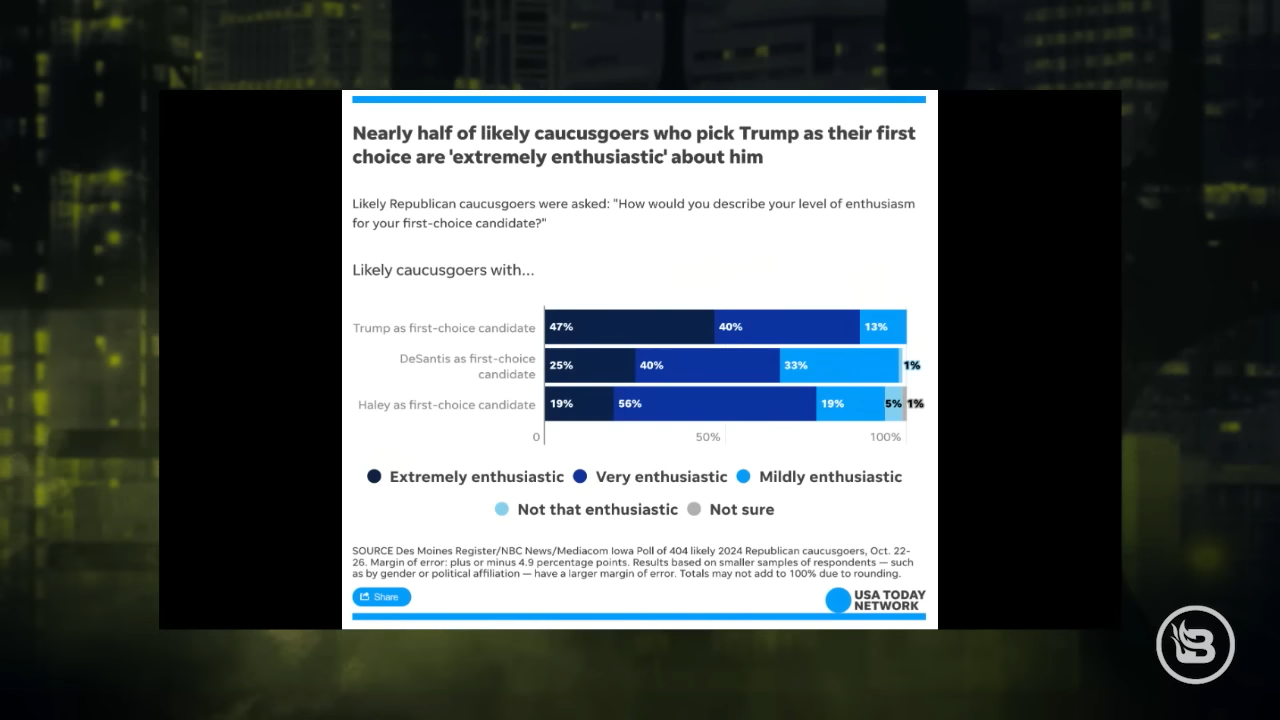 Nearly half of likely caucusgoers who pick Trump as their first
choice are 'extremely enthusiastic' about him
Likely Republican caucusgoers were asked: "How would you describe your level of enthusiasm
for your first-choice candidate?"
Likely caucusgoers with...
Trump as first-choice candidate 47% 40% 13%
DeSantis as first-choice
candidate 25% 40% 33% 1%
Haley as first-choice candidate 19% 56% 19% 5% 1%
0 50% 100%
Extremely enthusiastic Very enthusiastic Mildly enthusiastic
Not that enthusiastic Not sure
SOURCE Des Moines Register/NBC News/Mediacom Iowa Poll of 404 likely 2024 Republican caucusgoers, Oct. 22-
26. Margin of error: plus or minus 4.9 percentage points. Results based on smaller samples of respondents — such
as by gender or political affiliation — have a larger margin of error. Totals may not add to 100% due to rounding.
Share
USA TODAY
NETWORK
B